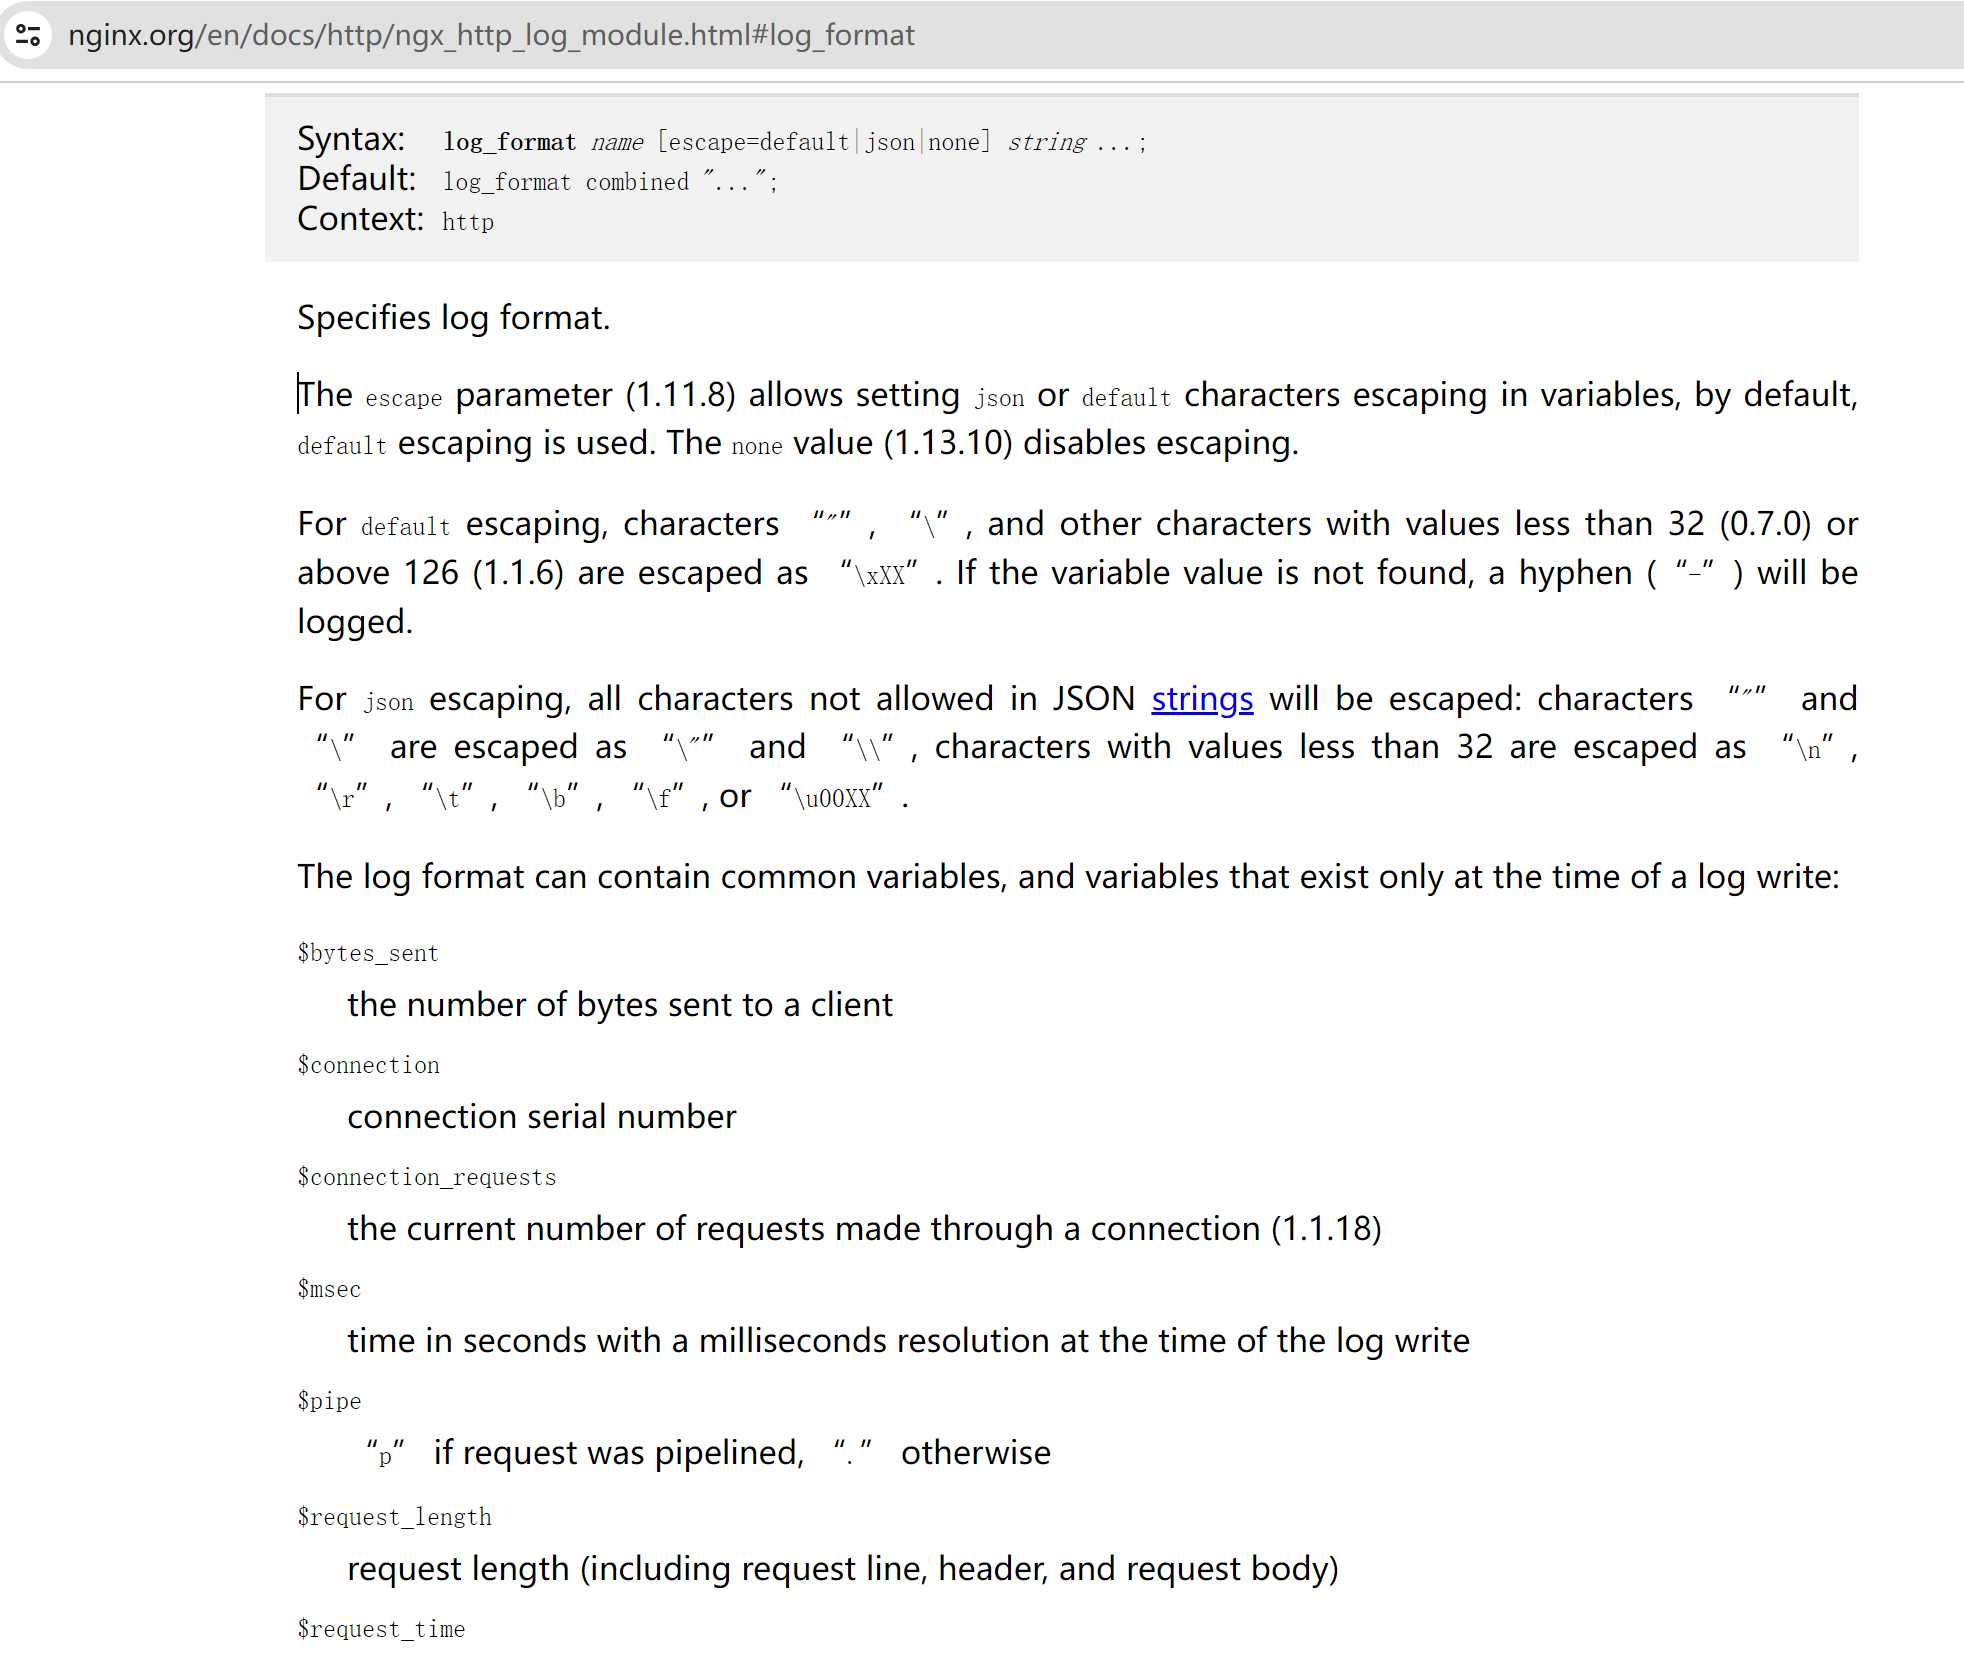 nginx.org/en/docs/http/ngx_http_log_module.html#log_format
Syntax: log_format name [escape=default|json|none] string ...;
Default: log_format combined "...";
Context: http
Specifies log format.
The escape parameter (1.11.8) allows setting json or default characters escaping in variables, by default,
default escaping is used. The none value (1.13.10) disables escaping.
For default escaping, characters “"”, “\”, and other characters with values less than 32 (0.7.0) or
above 126 (1.1.6) are escaped as “\xXX”. If the variable value is not found, a hyphen (“-”) will be
logged.
For json escaping, all characters not allowed in JSON strings will be escaped: characters “"” and
“\” are escaped as “\"” and “\\”, characters with values less than 32 are escaped as “\n”,
“\r”, “\t”, “\b”, “\f”, or “\u00XX”.
The log format can contain common variables, and variables that exist only at the time of a log write:
$bytes_sent
the number of bytes sent to a client
$connection
connection serial number
$connection_requests
the current number of requests made through a connection (1.1.18)
$msec
time in seconds with a milliseconds resolution at the time of the log write
$pipe
“p” if request was pipelined, “.” otherwise
$request_length
request length (including request line, header, and request body)
$request_time